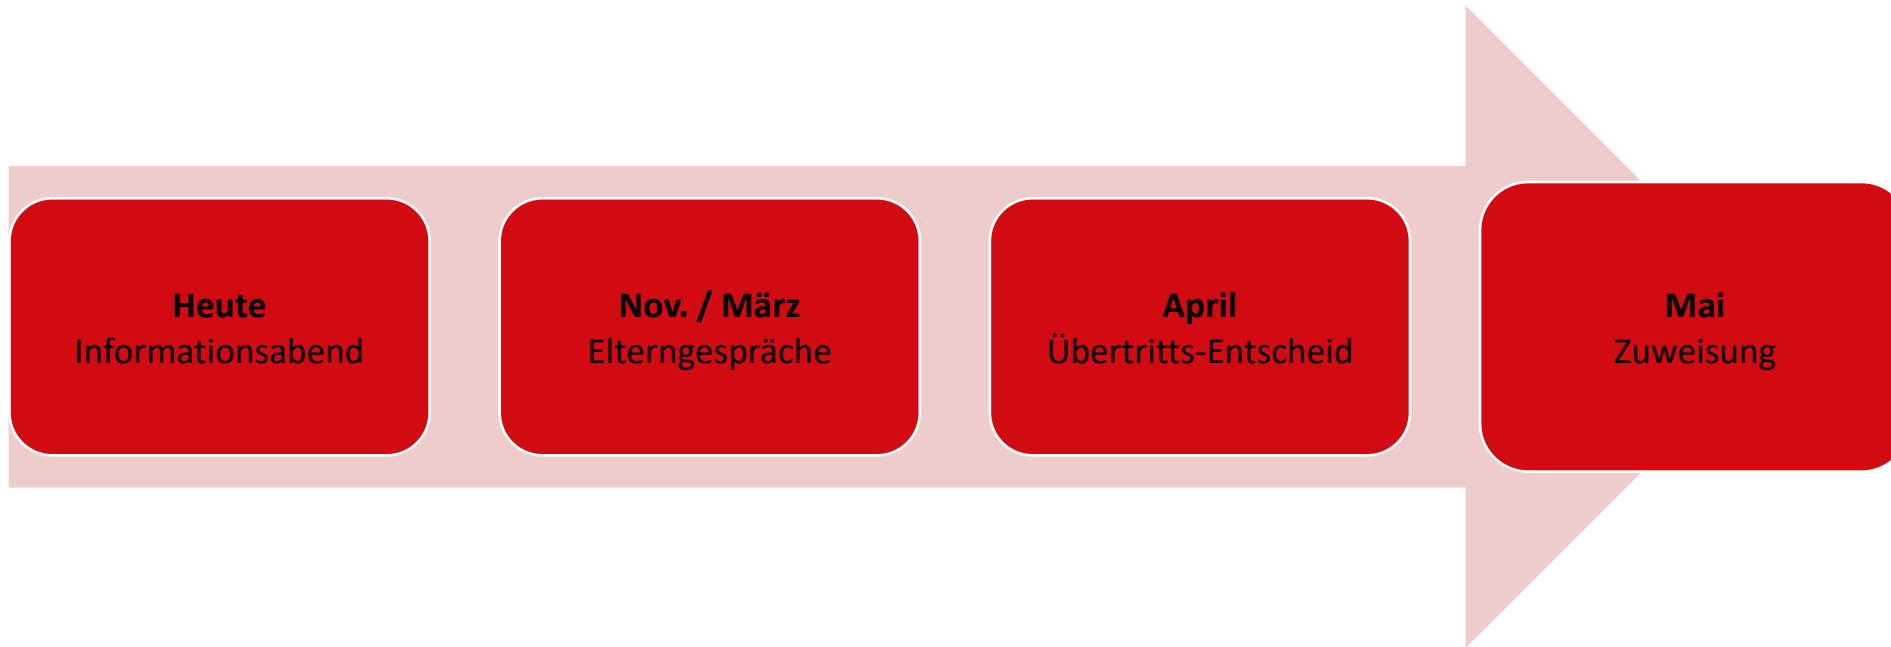 Heute
Informationsabend
Nov. / März
Elterngespräche
April
Übertritts-Entscheid
Mai
Zuweisung